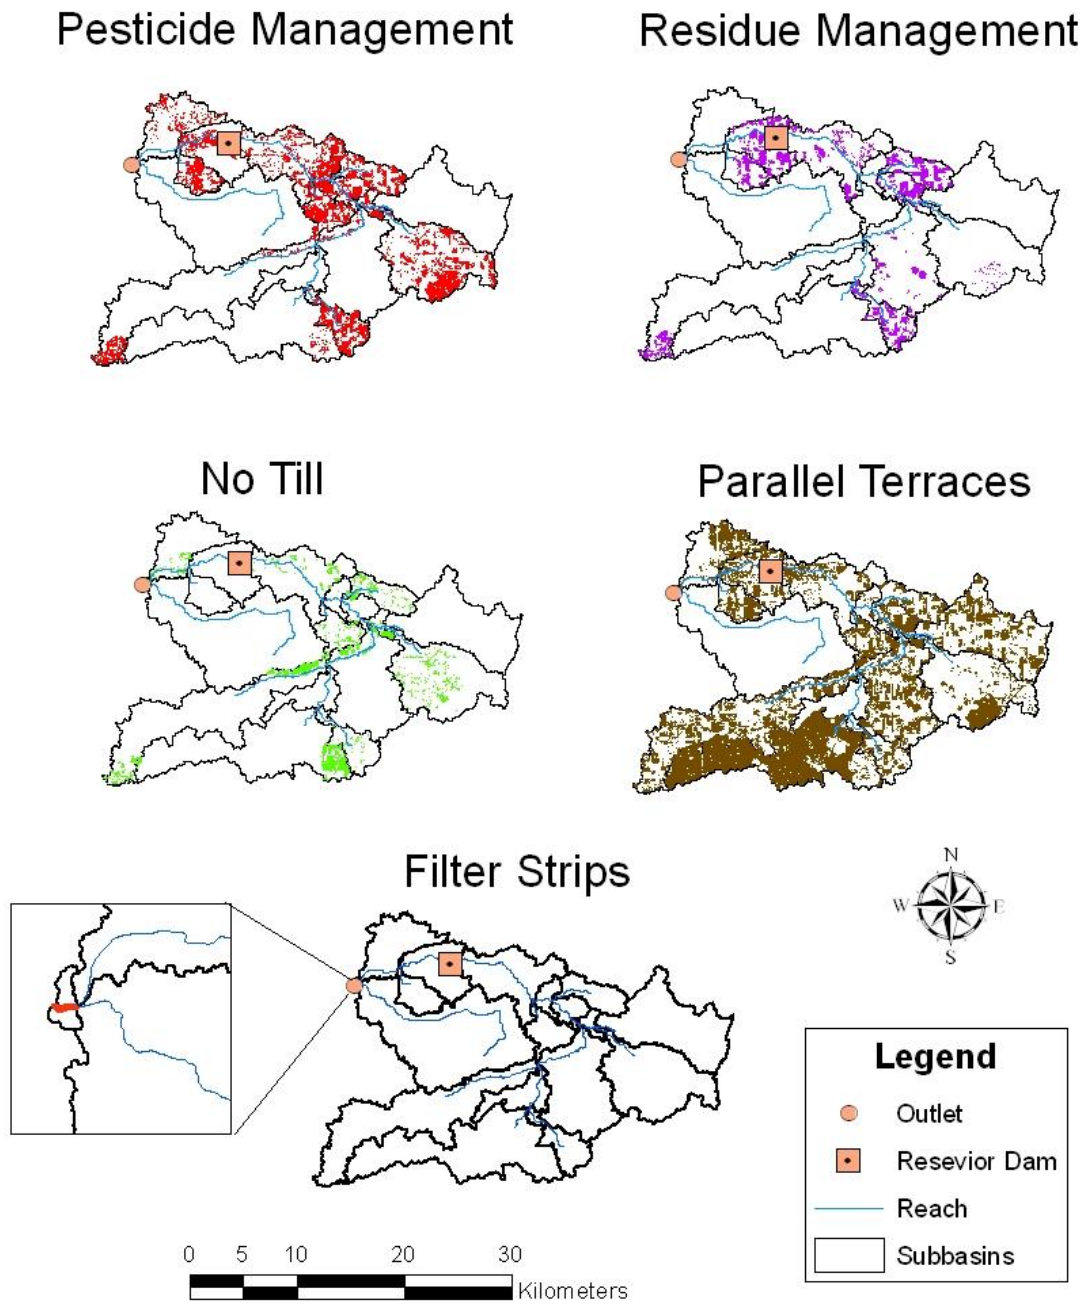 Pesticide Management
Residue Management
No Till
Parallel Terraces
Filter Strips
N
W E
S
Legend
Outlet
Resevior Dam
Reach
Subbasins
0 5 10 20 30
Kilometers